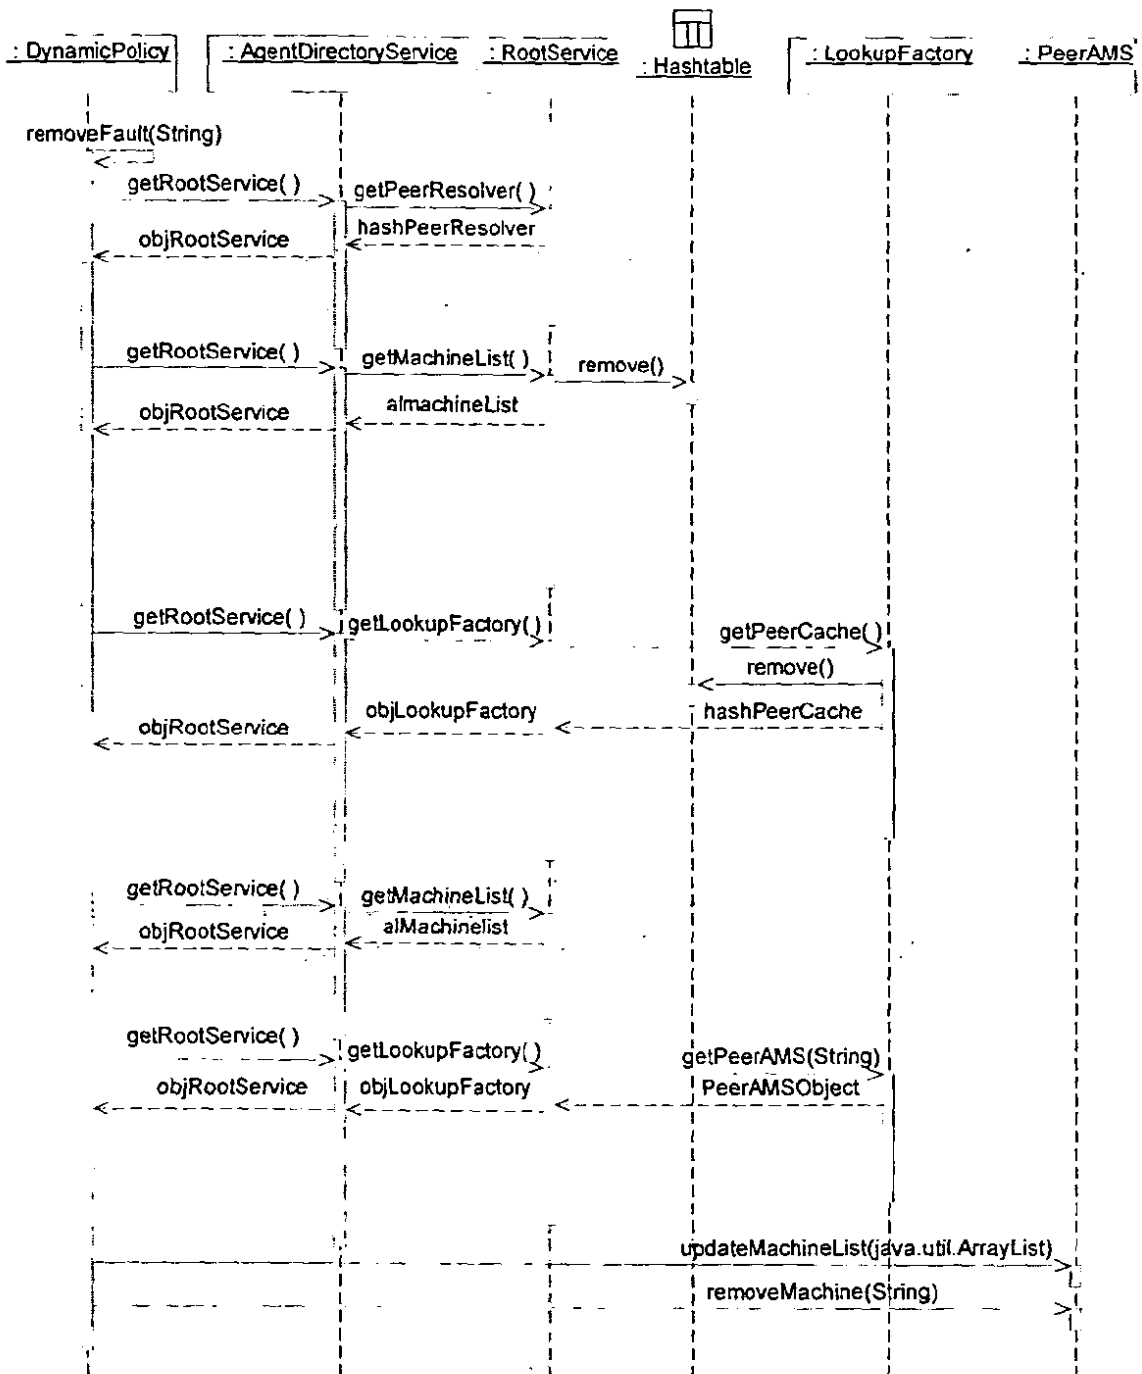 : DynamicPolicy : AgentDirectoryService : RootService : Hashtable : LookupFactory : PeerAMS
removeFault(String)
getRootService( ) getPeerResolver( )
objRootService hashPeerResolver
getRootService( ) getMachineList( ) remove()
objRootService almachineList
getRootService( ) getLookupFactory() getPeerCache()
remove()
objRootService objLookupFactory hashPeerCache
getRootService( ) getMachineList( )
objRootService alMachinelist
getRootService( ) getLookupFactory() getPeerAMS(String)
objRootService objLookupFactory PeerAMSObject
updateMachineList(java.util.ArrayList)
removeMachine(String)